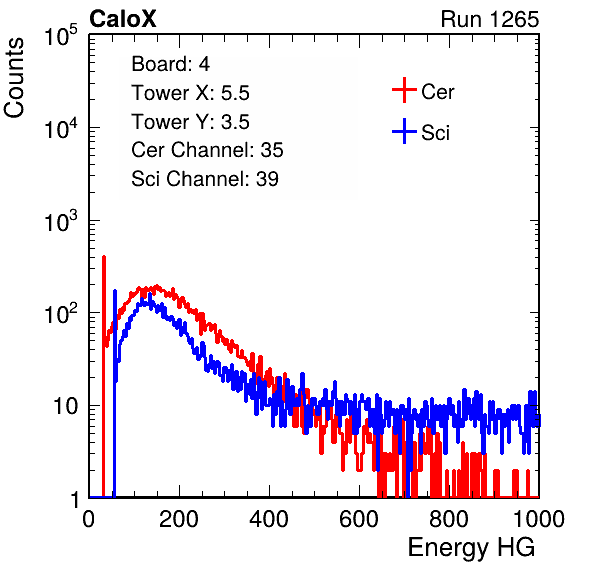 CaloX Run 1265
Board: 4
Tower X: 5.5
Tower Y: 3.5
Cer Channel: 35
Sci Channel: 39
Cer
Sci
Counts
10^5
10^4
10^3
10^2
10
1
0 200 400 600 800 1000
Energy HG